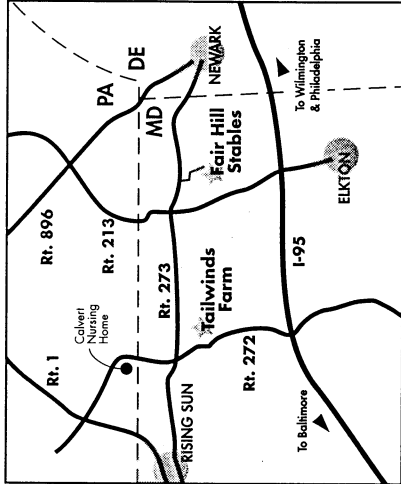 Rt. 1
Rt. 896
PA
DE
Calvert
Nursing
Home
Rt. 213
MD
NEWARK
RISING SUN
Rt. 273
Tailwinds
Farm
Fair Hill
Stables
Rt. 272
I-95
ELKTON
To Baltimore
To Wilmington
& Philadelphia